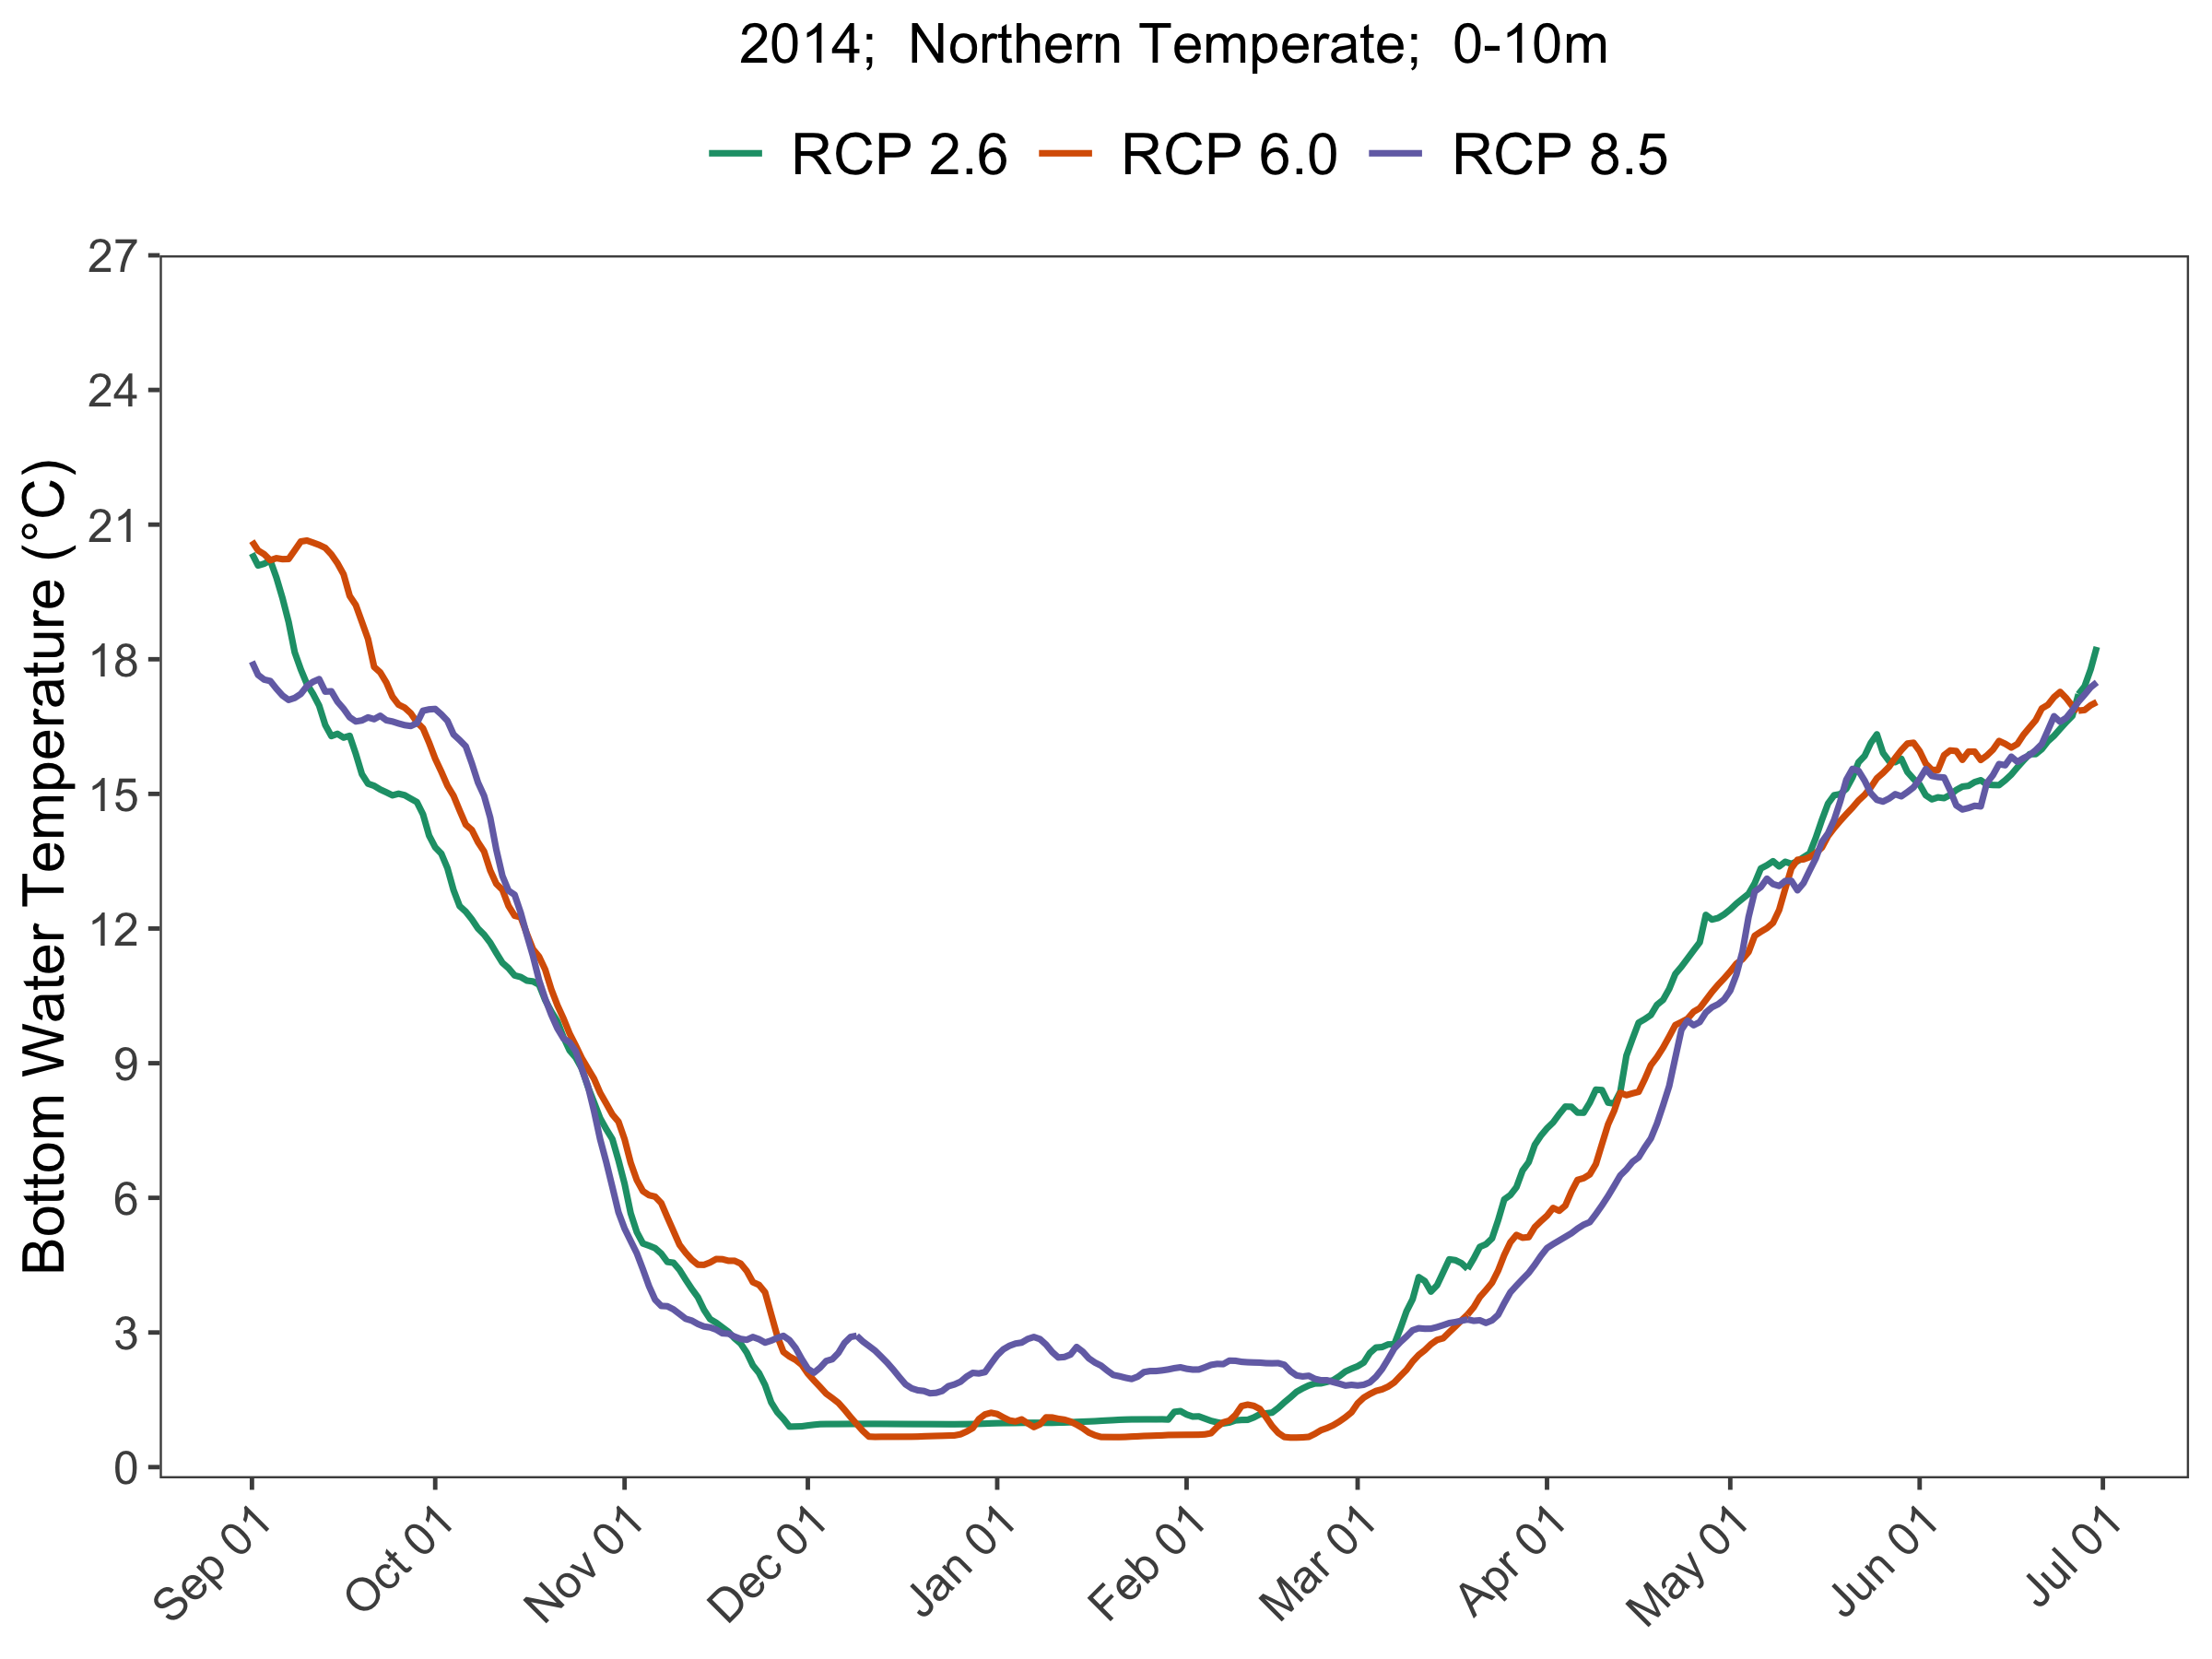 2014;  Northern Temperate;  0-10m
RCP 2.6 RCP 6.0 RCP 8.5
Bottom Water Temperature (°C)
27
24
21
18
15
12
9
6
3
0
Sep 01
Oct 01
Nov 01
Dec 01
Jan 01
Feb 01
Mar 01
Apr 01
May 01
Jun 01
Jul 01